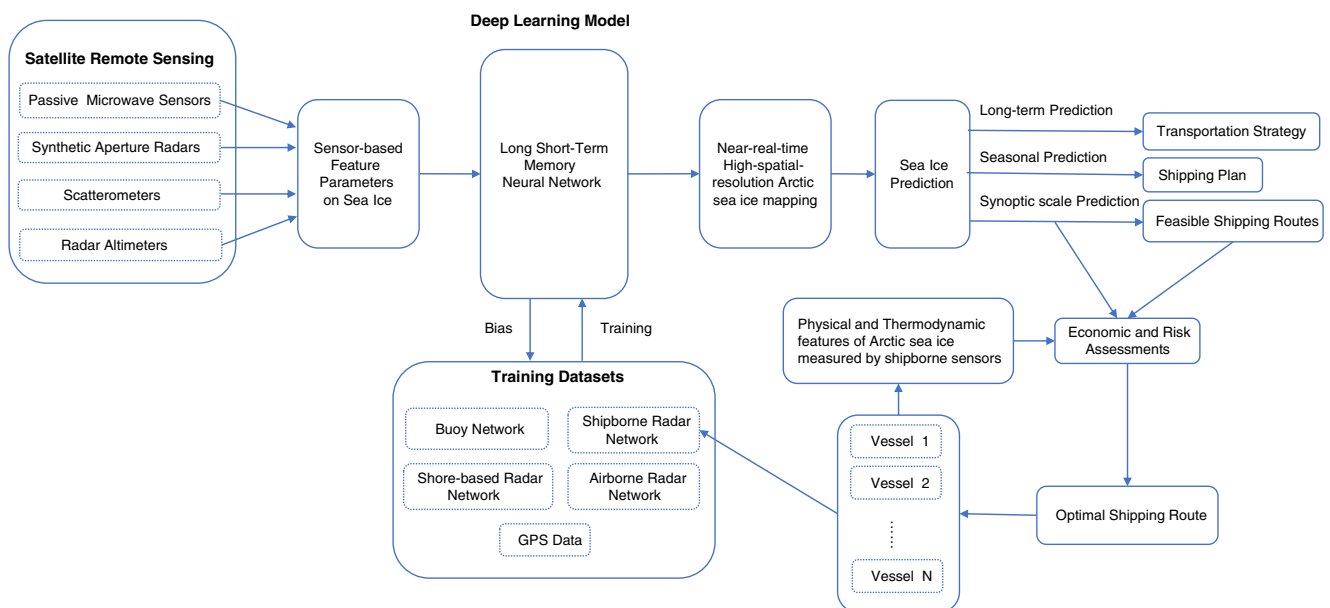 Deep Learning Model
Satellite Remote Sensing
Passive Microwave Sensors
Synthetic Aperture Radars
Scatterometers
Radar Altimeters
Sensor-based
Feature
Parameters
on Sea Ice
Long Short-Term
Memory
Neural Network
Near-real-time
High-spatial-
resolution Arctic
sea ice mapping
Sea Ice
Prediction
Long-term Prediction
Transportation Strategy
Seasonal Prediction
Shipping Plan
Synoptic scale Prediction
Feasible Shipping Routes
Bias
Training
Training Datasets
Buoy Network
Shipborne Radar
Network
Shore-based Radar
Network
Airborne Radar
Network
GPS Data
Physical and Thermodynamic
features of Arctic sea ice
measured by shipborne sensors
Economic and Risk
Assessments
Vessel 1
Vessel 2
......
Vessel N
Optimal Shipping Route